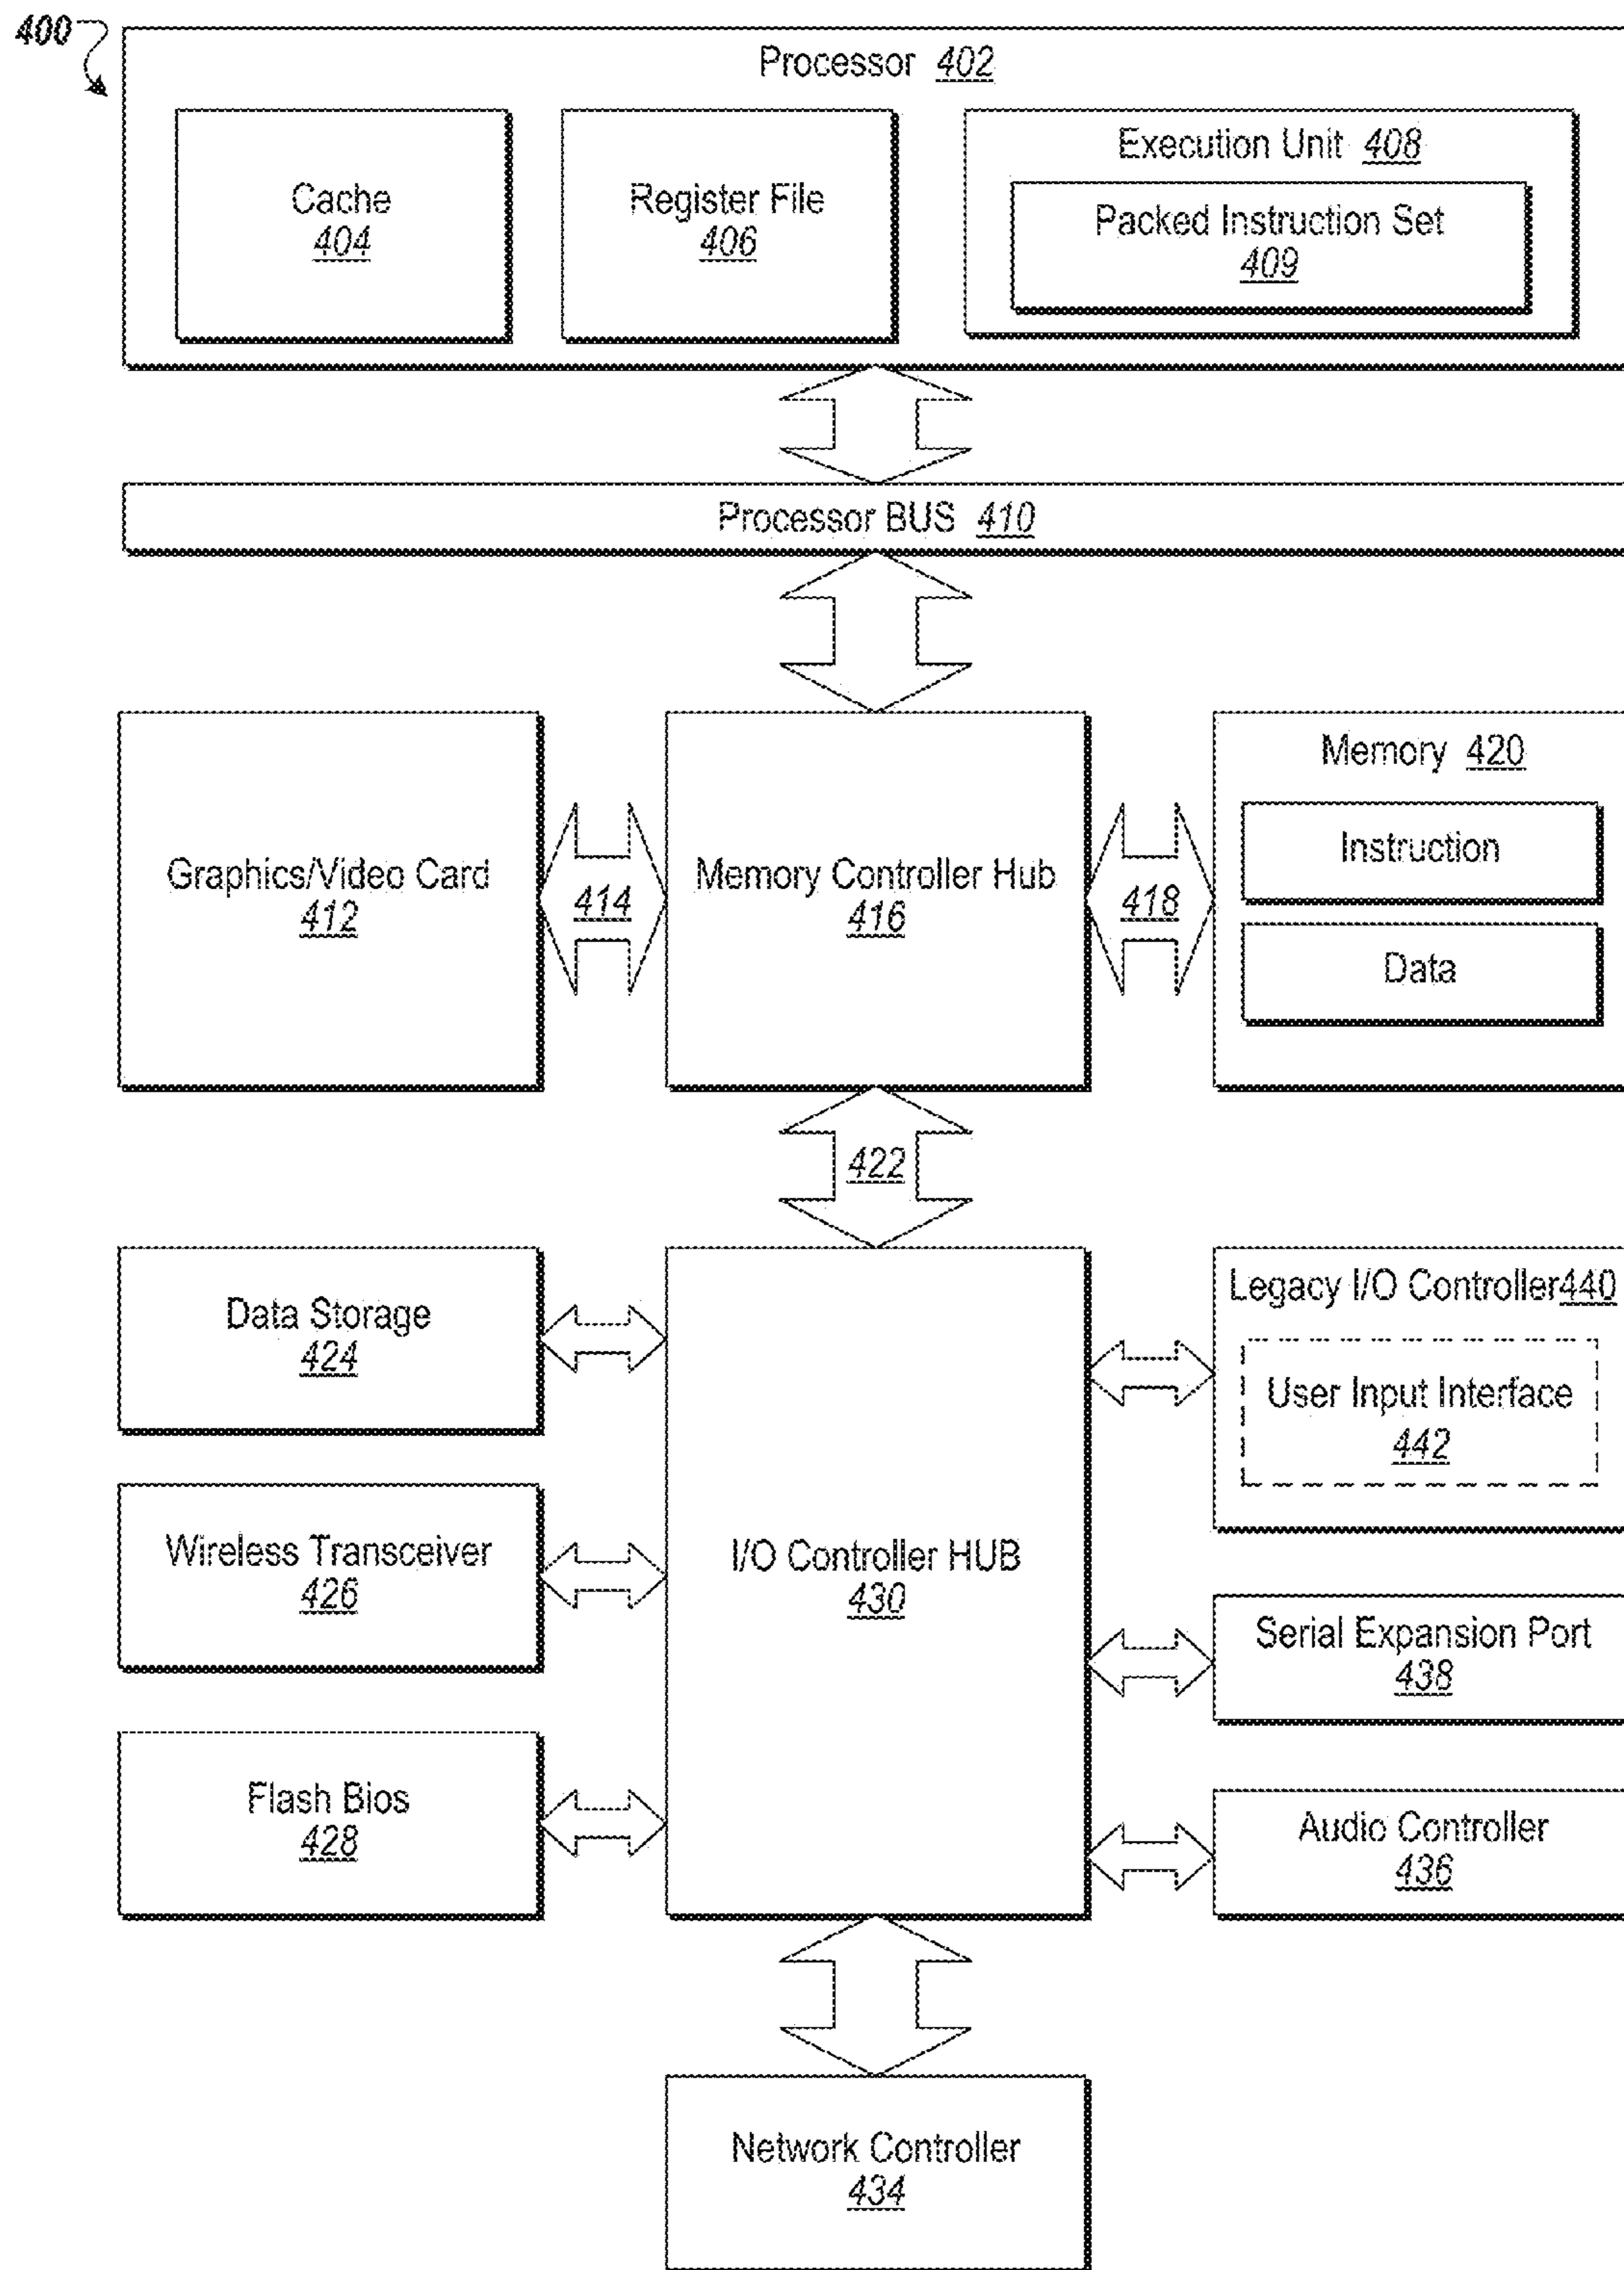 400
Processor 402
Cache
404
Register File
406
Execution Unit 408
Packed Instruction Set
409
Processor BUS 410
Graphics/Video Card
412
414
Memory Controller Hub
416
418
Memory 420
Instruction
Data
422
Data Storage
424
Wireless Transceiver
426
Flash Bios
428
I/O Controller HUB
430
Legacy I/O Controller440
User Input Interface
442
Serial Expansion Port
438
Audio Controller
436
Network Controller
434